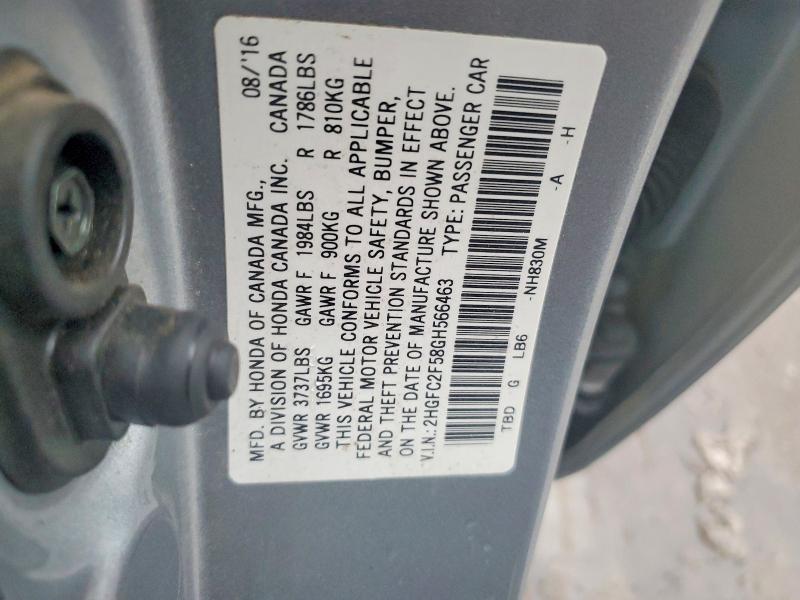 MFD. BY HONDA OF CANADA MFG., 08/'16
A DIVISION OF HONDA CANADA INC. CANADA
GVWR 3737LBS GAWR F 1984LBS R 1786LBS
GVWR 1695KG GAWR F 900KG R 810KG
THIS VEHICLE CONFORMS TO ALL APPLICABLE
FEDERAL MOTOR VEHICLE SAFETY, BUMPER,
AND THEFT PREVENTION STANDARDS IN EFFECT
ON THE DATE OF MANUFACTURE SHOWN ABOVE.
V.I.N.: 2HGFC2F58GH566463 TYPE: PASSENGER CAR
TBD G LB6 -NH830M -A -H